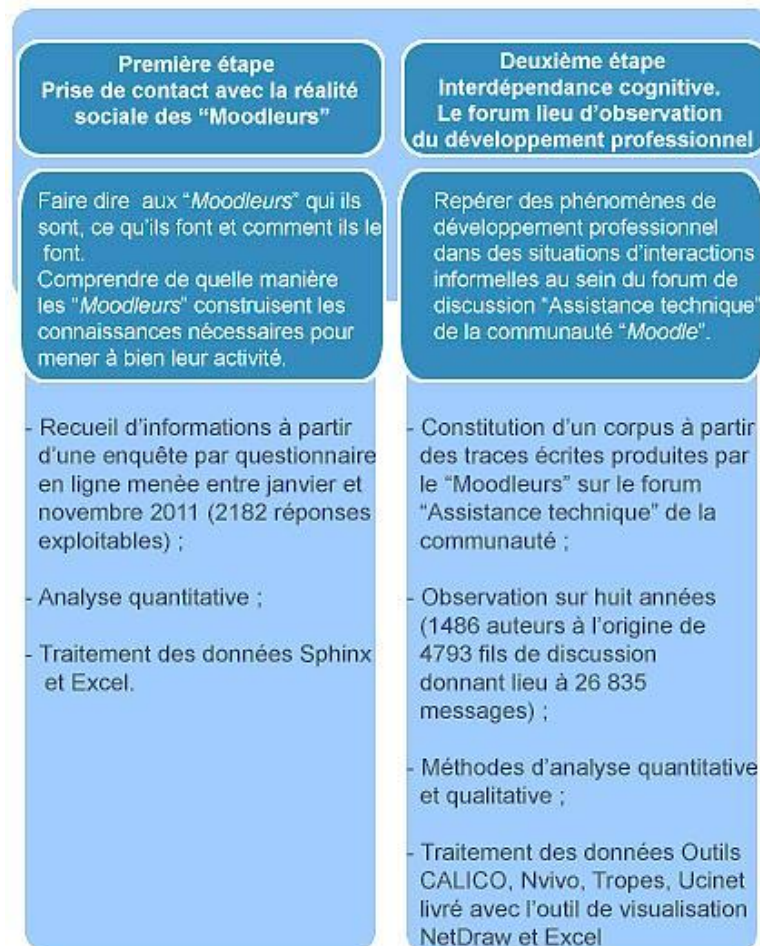 Première étape
Prise de contact avec la réalité
sociale des “Moodleurs”
Faire dire aux “Moodleurs” qui ils
sont, ce qu’ils font et comment ils le
font.
Comprendre de quelle manière
les “Moodleurs” construisent les
connaissances nécessaires pour
mener à bien leur activité.
- Recueil d’informations à partir
d’une enquête par questionnaire
en ligne menèe entre janvier et
novembre 2011 (2182 réponses
exploitables) ;
- Analyse quantitative ;
- Traitement des données Sphinx
et Excel.
Deuxième étape
Interdépendance cognitive.
Le forum lieu d’observation
du développement professionnel
Repérer des phénomènes de
développement professionnel
dans des situations d’interactions
informelles au sein du forum de
discussion “Assistance technique”
de la communauté “Moodle”.
- Constitution d’un corpus à partir
des traces écrites produites par
le “Moodleurs” sur le forum
“Assistance technique” de la
communauté ;
- Observation sur huit années
(1486 auteurs à l’origine de
4793 fils de discussion
donnant lieu à 26 835
messages) ;
- Méthodes d’analyse quantitative
et qualitative ;
- Traitement des données Outils
CALICO, Nvivo, Tropes, Ucinet
livré avec l’outil de visualisation
NetDraw et Excel